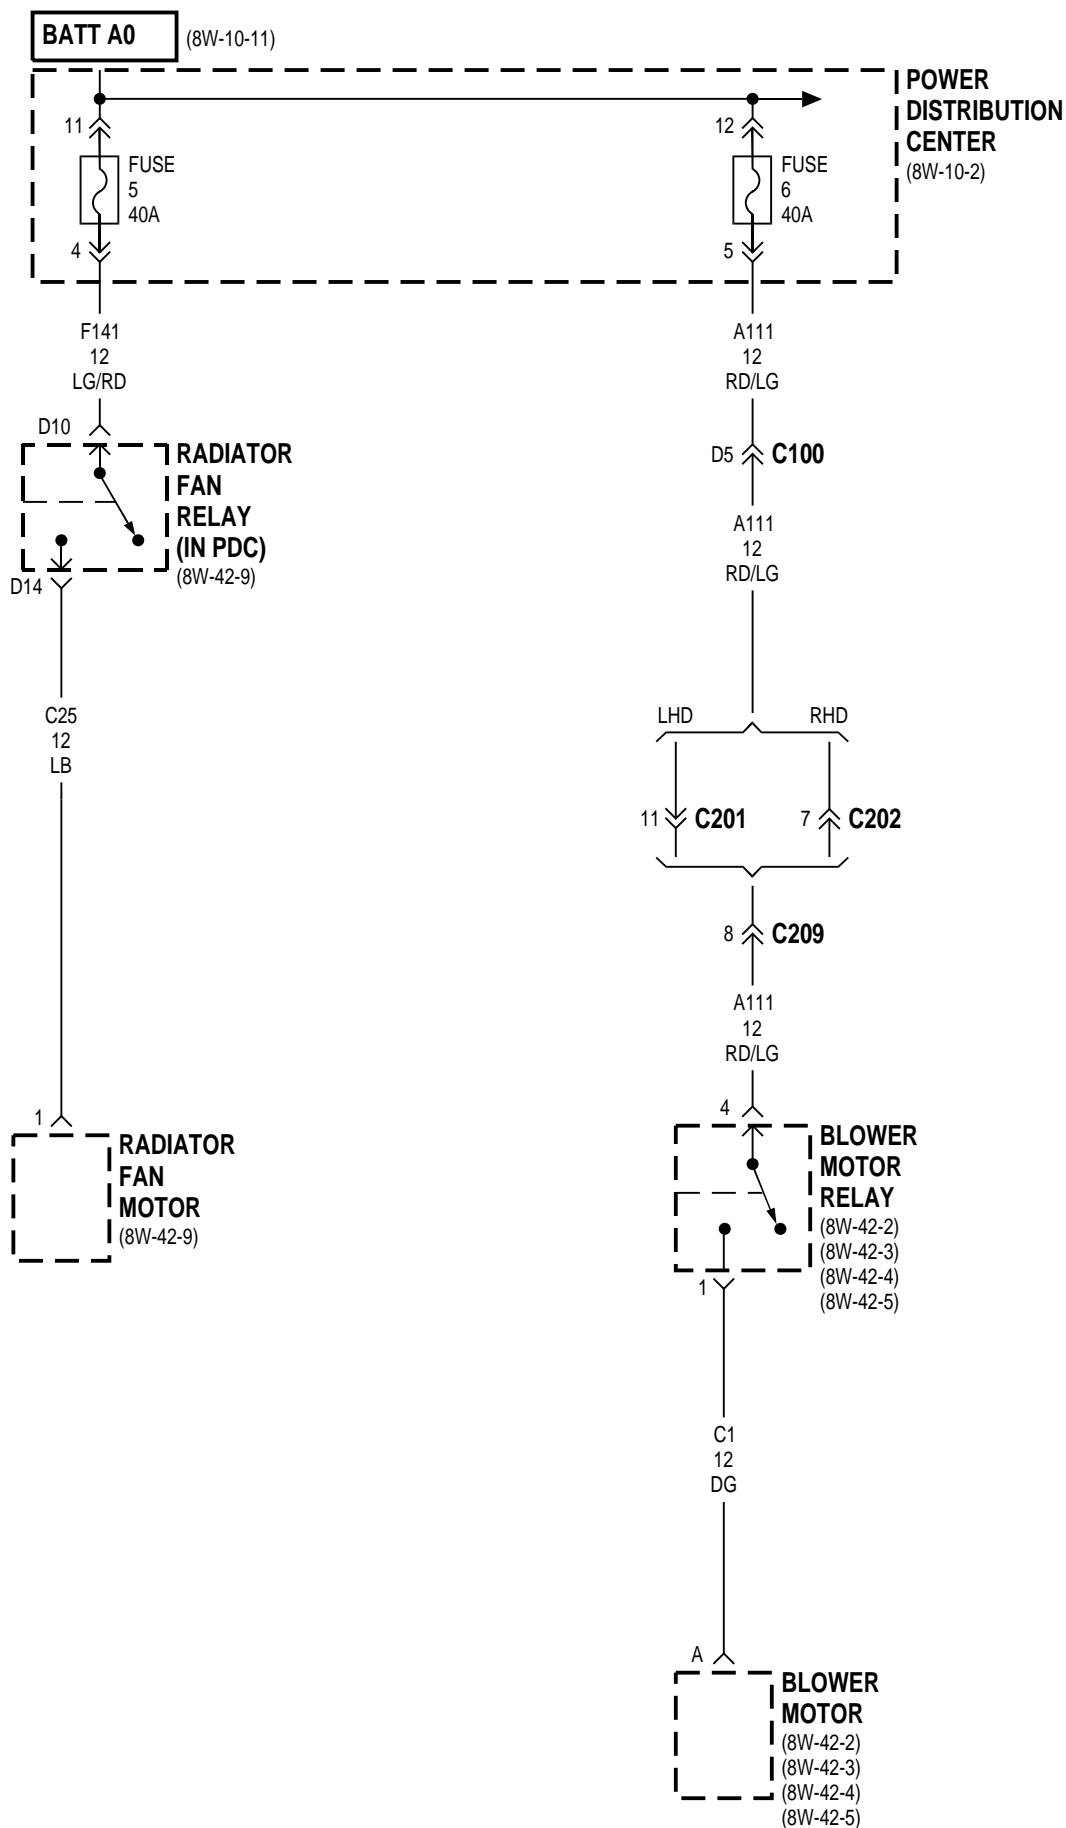 BATT A0
(8W-10-11)
POWER
DISTRIBUTION
CENTER
(8W-10-2)
11
FUSE
5
40A
4
12
FUSE
6
40A
5
F141
12
LG/RD
A111
12
RD/LG
D10
RADIATOR
FAN
RELAY
(IN PDC)
(8W-42-9)
D14
D5
C100
A111
12
RD/LG
C25
12
LB
LHD
RHD
11
C201
7
C202
8
C209
A111
12
RD/LG
1
RADIATOR
FAN
MOTOR
(8W-42-9)
4
BLOWER
MOTOR
RELAY
(8W-42-2)
(8W-42-3)
(8W-42-4)
(8W-42-5)
1
C1
12
DG
A
BLOWER
MOTOR
(8W-42-2)
(8W-42-3)
(8W-42-4)
(8W-42-5)